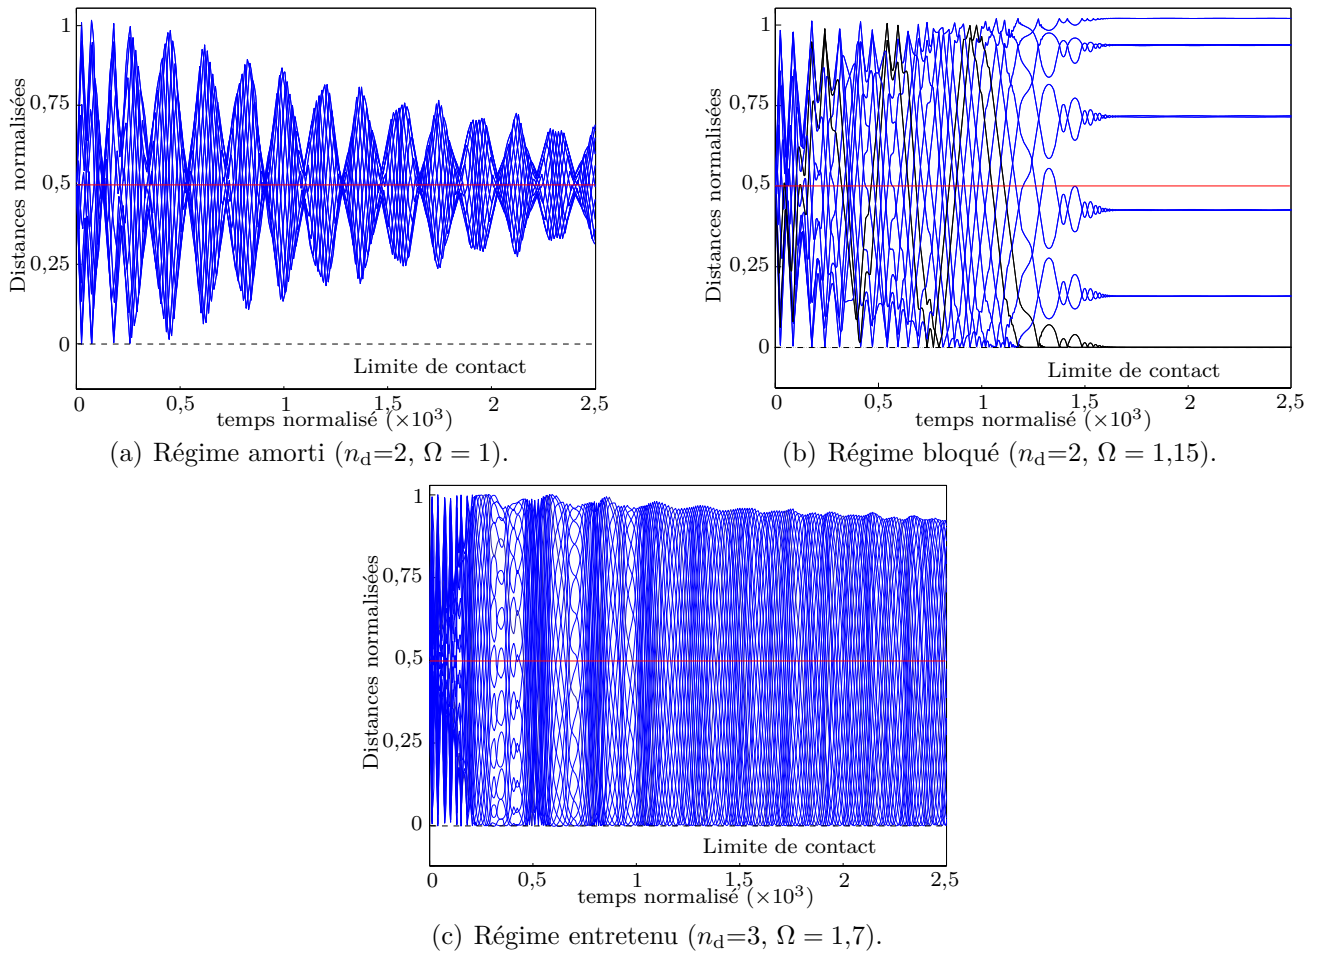 1
0,75
0,5
0,25
0
Distances normalisées
Limite de contact
0 0,5 1 1,5 2 2,5
temps normalisé (×10³)
(a) Régime amorti (n_d=2, Ω = 1).
1
0,75
0,5
0,25
0
Distances normalisées
Limite de contact
0 0,5 1 1,5 2 2,5
temps normalisé (×10³)
(b) Régime bloqué (n_d=2, Ω = 1,15).
1
0,75
0,5
0,25
0
Distances normalisées
Limite de contact
0 0,5 1 1,5 2 2,5
temps normalisé (×10³)
(c) Régime entretenu (n_d=3, Ω = 1,7).